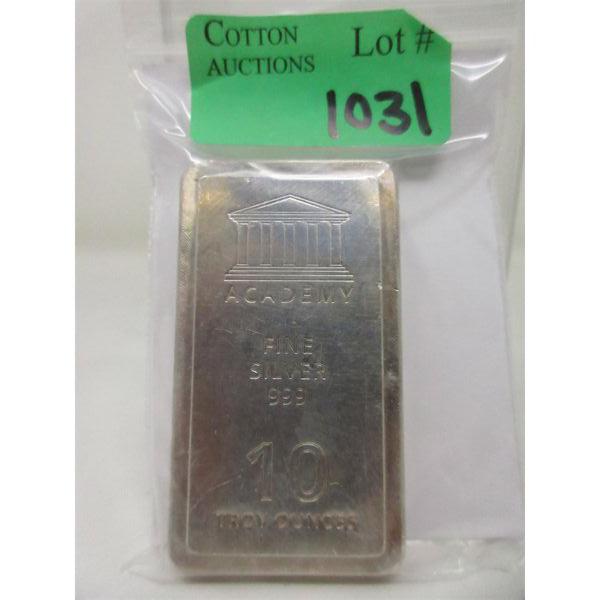 COTTON
AUCTIONS
Lot #
1031
ACADEMY
FINE
SILVER
999
10
TROY OUNCES